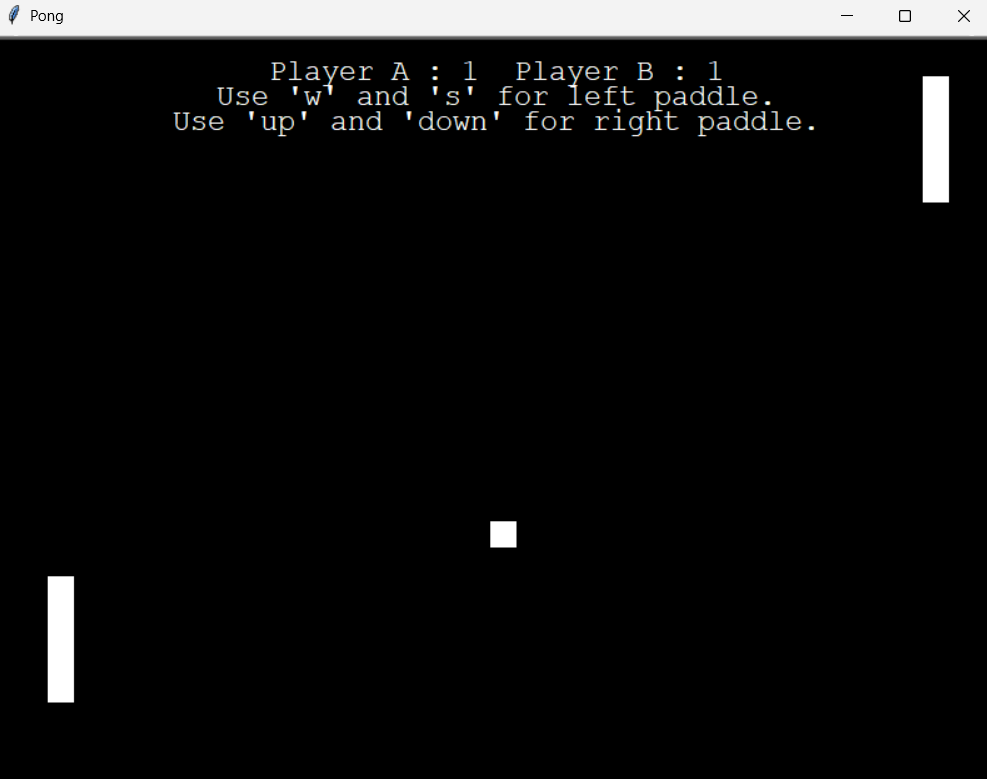 Pong
Player A : 1  Player B : 1
Use 'w' and 's' for left paddle.
Use 'up' and 'down' for right paddle.